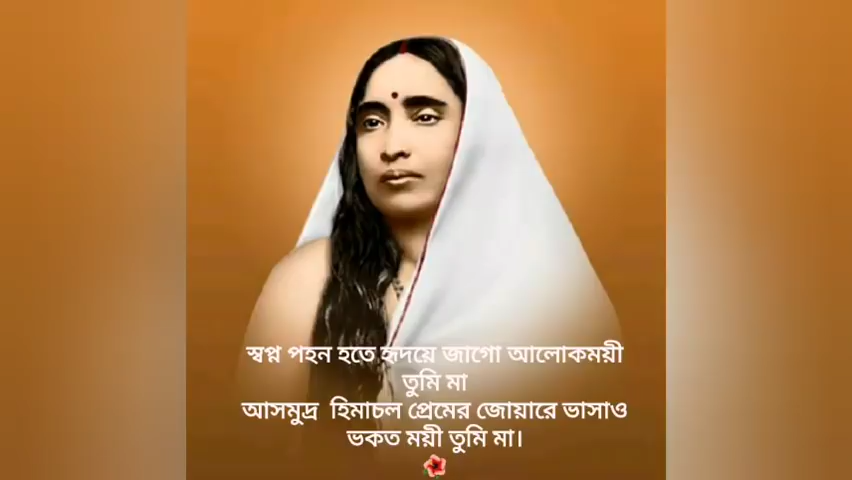 স্বপ্ন পহন হতে হৃদয়ে জাগো আলোকময়ী
তুমি মা
আসমুদ্র হিমাচল প্রেমের জোয়ারে ভাসাও
ভকত ময়ী তুমি মা।